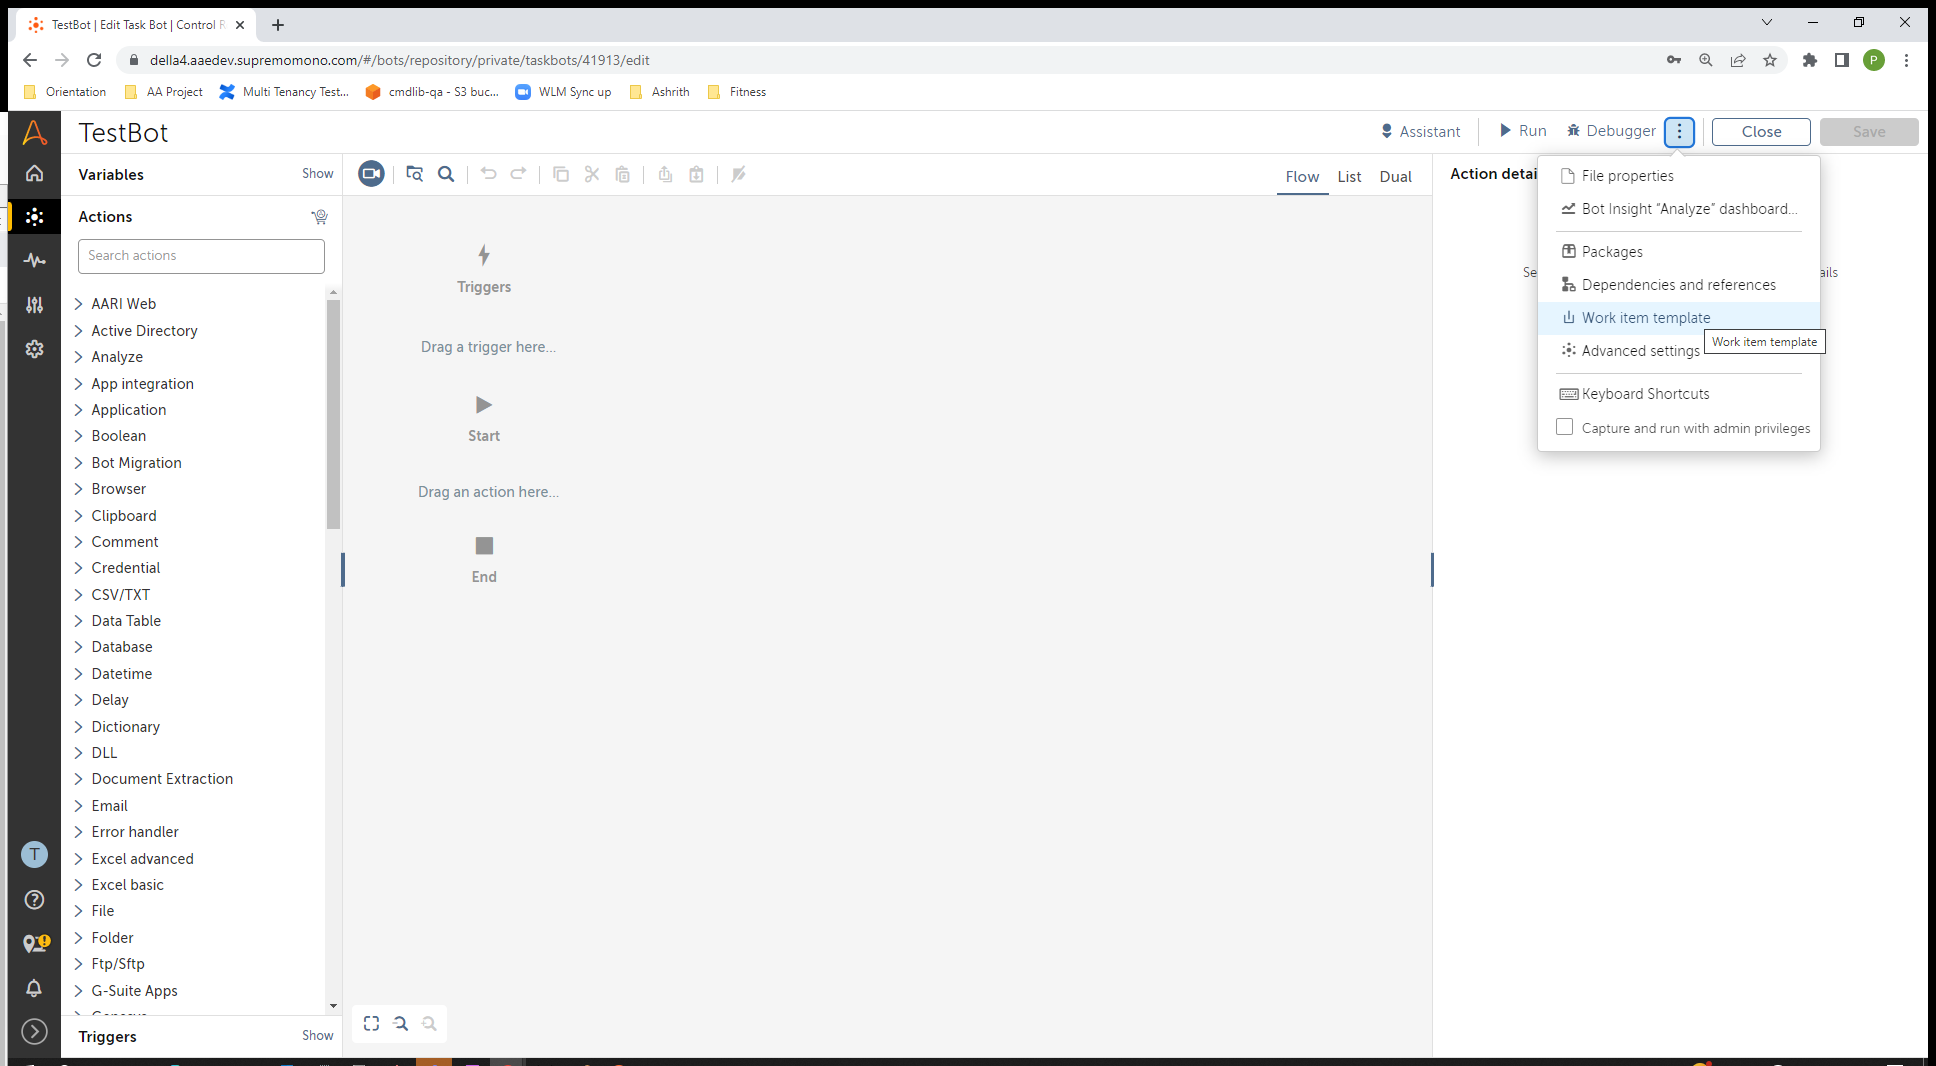 TestBot | Edit Task Bot | Control R
della4.aaedev.supremomono.com/#/bots/repository/private/taskbots/41913/edit
P
Orientation
AA Project
Multi Tenancy Test...
cmdlib-qa - S3 buc...
WLM Sync up
Ashrith
Fitness
TestBot
Assistant
Run
Debugger
Close
Save
Variables
Show
Flow
List
Dual
Action detai
Actions
Search actions
AARI Web
Active Directory
Analyze
App integration
Application
Boolean
Bot Migration
Browser
Clipboard
Comment
Credential
CSV/TXT
Data Table
Database
Datetime
Delay
Dictionary
DLL
Document Extraction
Email
Error handler
Excel advanced
Excel basic
File
Folder
Ftp/Sftp
G-Suite Apps
Triggers
Show
T
Triggers
Drag a trigger here...
Start
Drag an action here...
End
File properties
Bot Insight "Analyze" dashboard...
Packages
Se
ails
Dependencies and references
Work item template
Work item template
Advanced settings
Keyboard Shortcuts
Capture and run with admin privileges